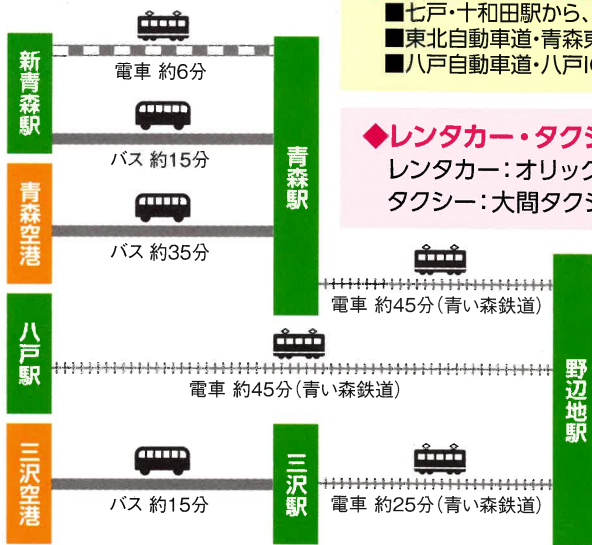 ■七戸・十和田駅から、
■東北自動車道・青森東
■八戸自動車道・八戸IC
◆レンタカー・タクシ
レンタカー：オリック
タクシー：大間タクシ
新青森駅
電車 約6分
バス 約15分
青森駅
青森空港
バス 約35分
電車 約45分（青い森鉄道）
八戸駅
電車 約45分（青い森鉄道）
野辺地駅
三沢空港
バス 約15分
三沢駅
電車 約25分（青い森鉄道）